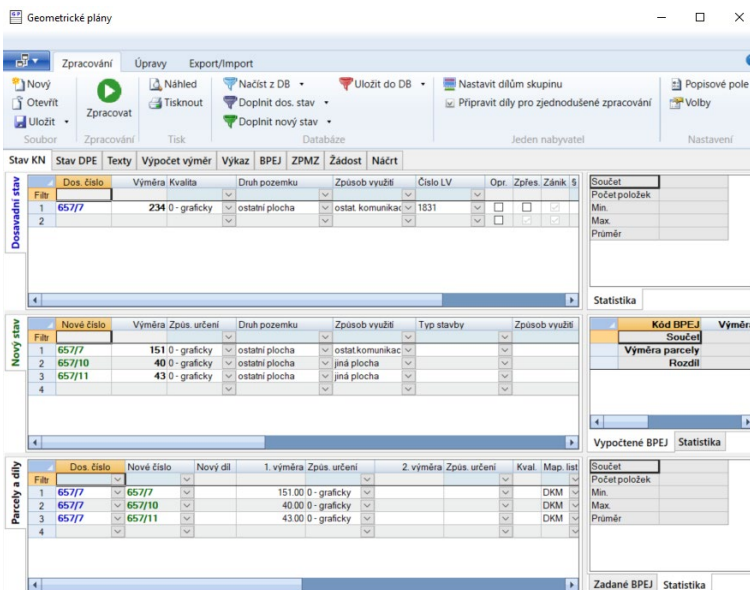 Geometrické plány
Zpracování Úpravy Export/Import
Nový Náhled Načíst z DB Uložit do DB Nastavit dílům skupinu Popisové pole
Otevřít Zpracovat Tisknout Doplnit dos. stav Připravit díly pro zjednodušené zpracování Volby
Uložit Doplnit nový stav
Soubor Zpracování Tisk Databáze Jeden nabyvatel Nastavení
Stav KN Stav DPE Texty Výpočet výměr Výkaz BPEJ ZPMZ Žádost Náčrt
Dosavadní stav
Dos. číslo Výměra Kvalita Druh pozemku Způsob využití Číslo LV Opr. Zpřes. Zánik §
Filtr
1 657/7 234 0 - graficky ostatní plocha ostat. komunikac 1831
2
Součet
Počet položek
Min.
Max.
Průměr
Statistika
Nový stav
Nové číslo Výměra Způs. určení Druh pozemku Způsob využití Typ stavby Způsob využití
Filtr
1 657/7 151 0 - graficky ostatní plocha ostat.komunikac
2 657/10 40 0 - graficky ostatní plocha jiná plocha
3 657/11 43 0 - graficky ostatní plocha jiná plocha
4
Kód BPEJ Výměra
Součet
Výměra parcely
Rozdíl
Vypočtené BPEJ Statistika
Parcely a díly
Dos. číslo Nové číslo Nový díl 1. výměra Způs. určení 2. výměra Způs. určení Kval. Map. list
Filtr
1 657/7 657/7 151.00 0 - graficky DKM
2 657/7 657/10 40.00 0 - graficky DKM
3 657/7 657/11 43.00 0 - graficky DKM
4
Součet
Počet položek
Min.
Max.
Průměr
Zadané BPEJ Statistika